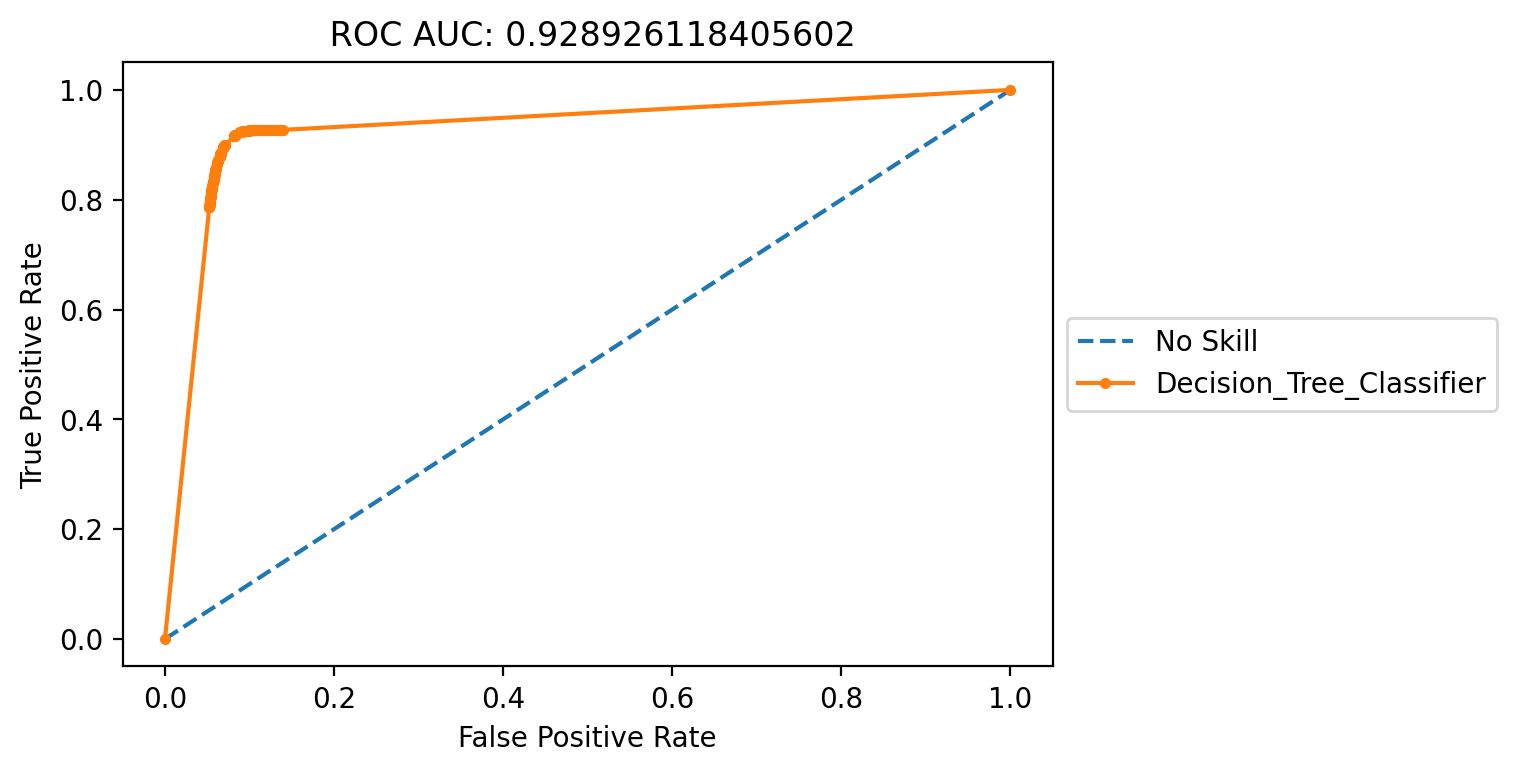 ROC AUC: 0.928926118405602
1.0
0.8
0.6
0.4
0.2
0.0
True Positive Rate
0.0 0.2 0.4 0.6 0.8 1.0
False Positive Rate
No Skill
Decision_Tree_Classifier